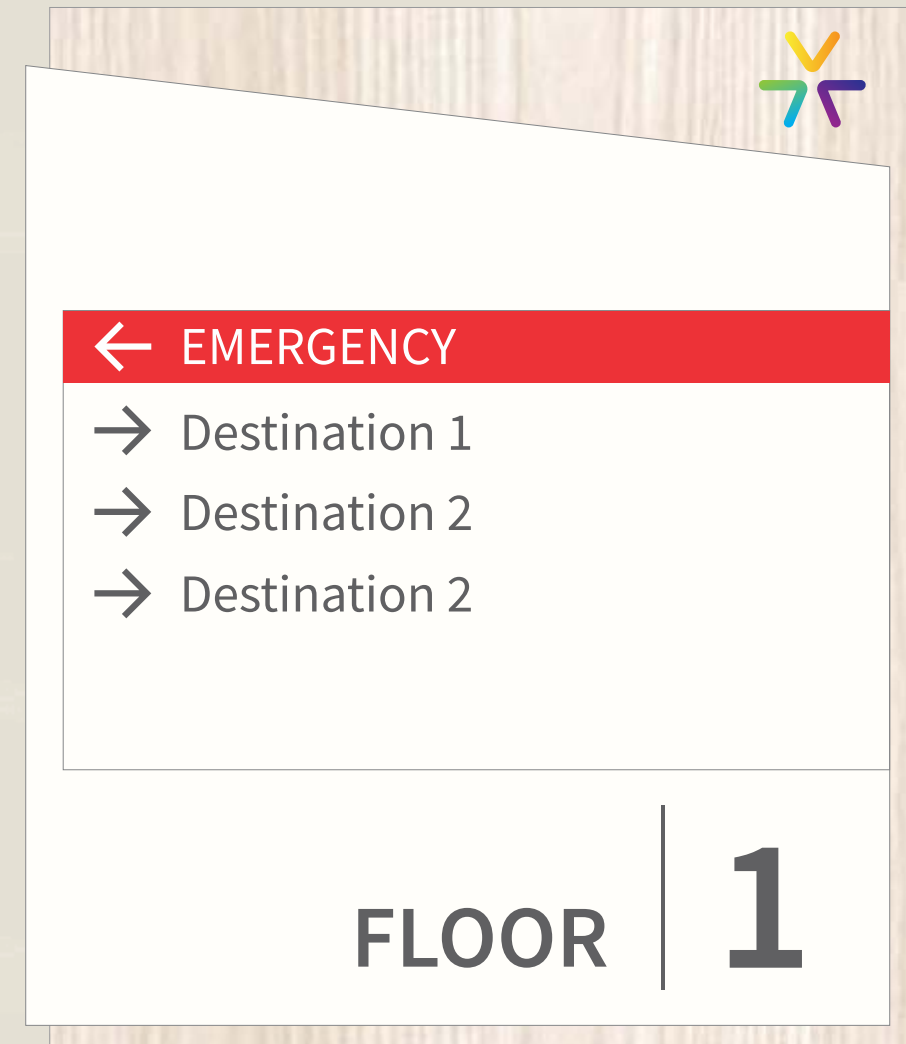 ← EMERGENCY
→ Destination 1
→ Destination 2
→ Destination 2
FLOOR | 1